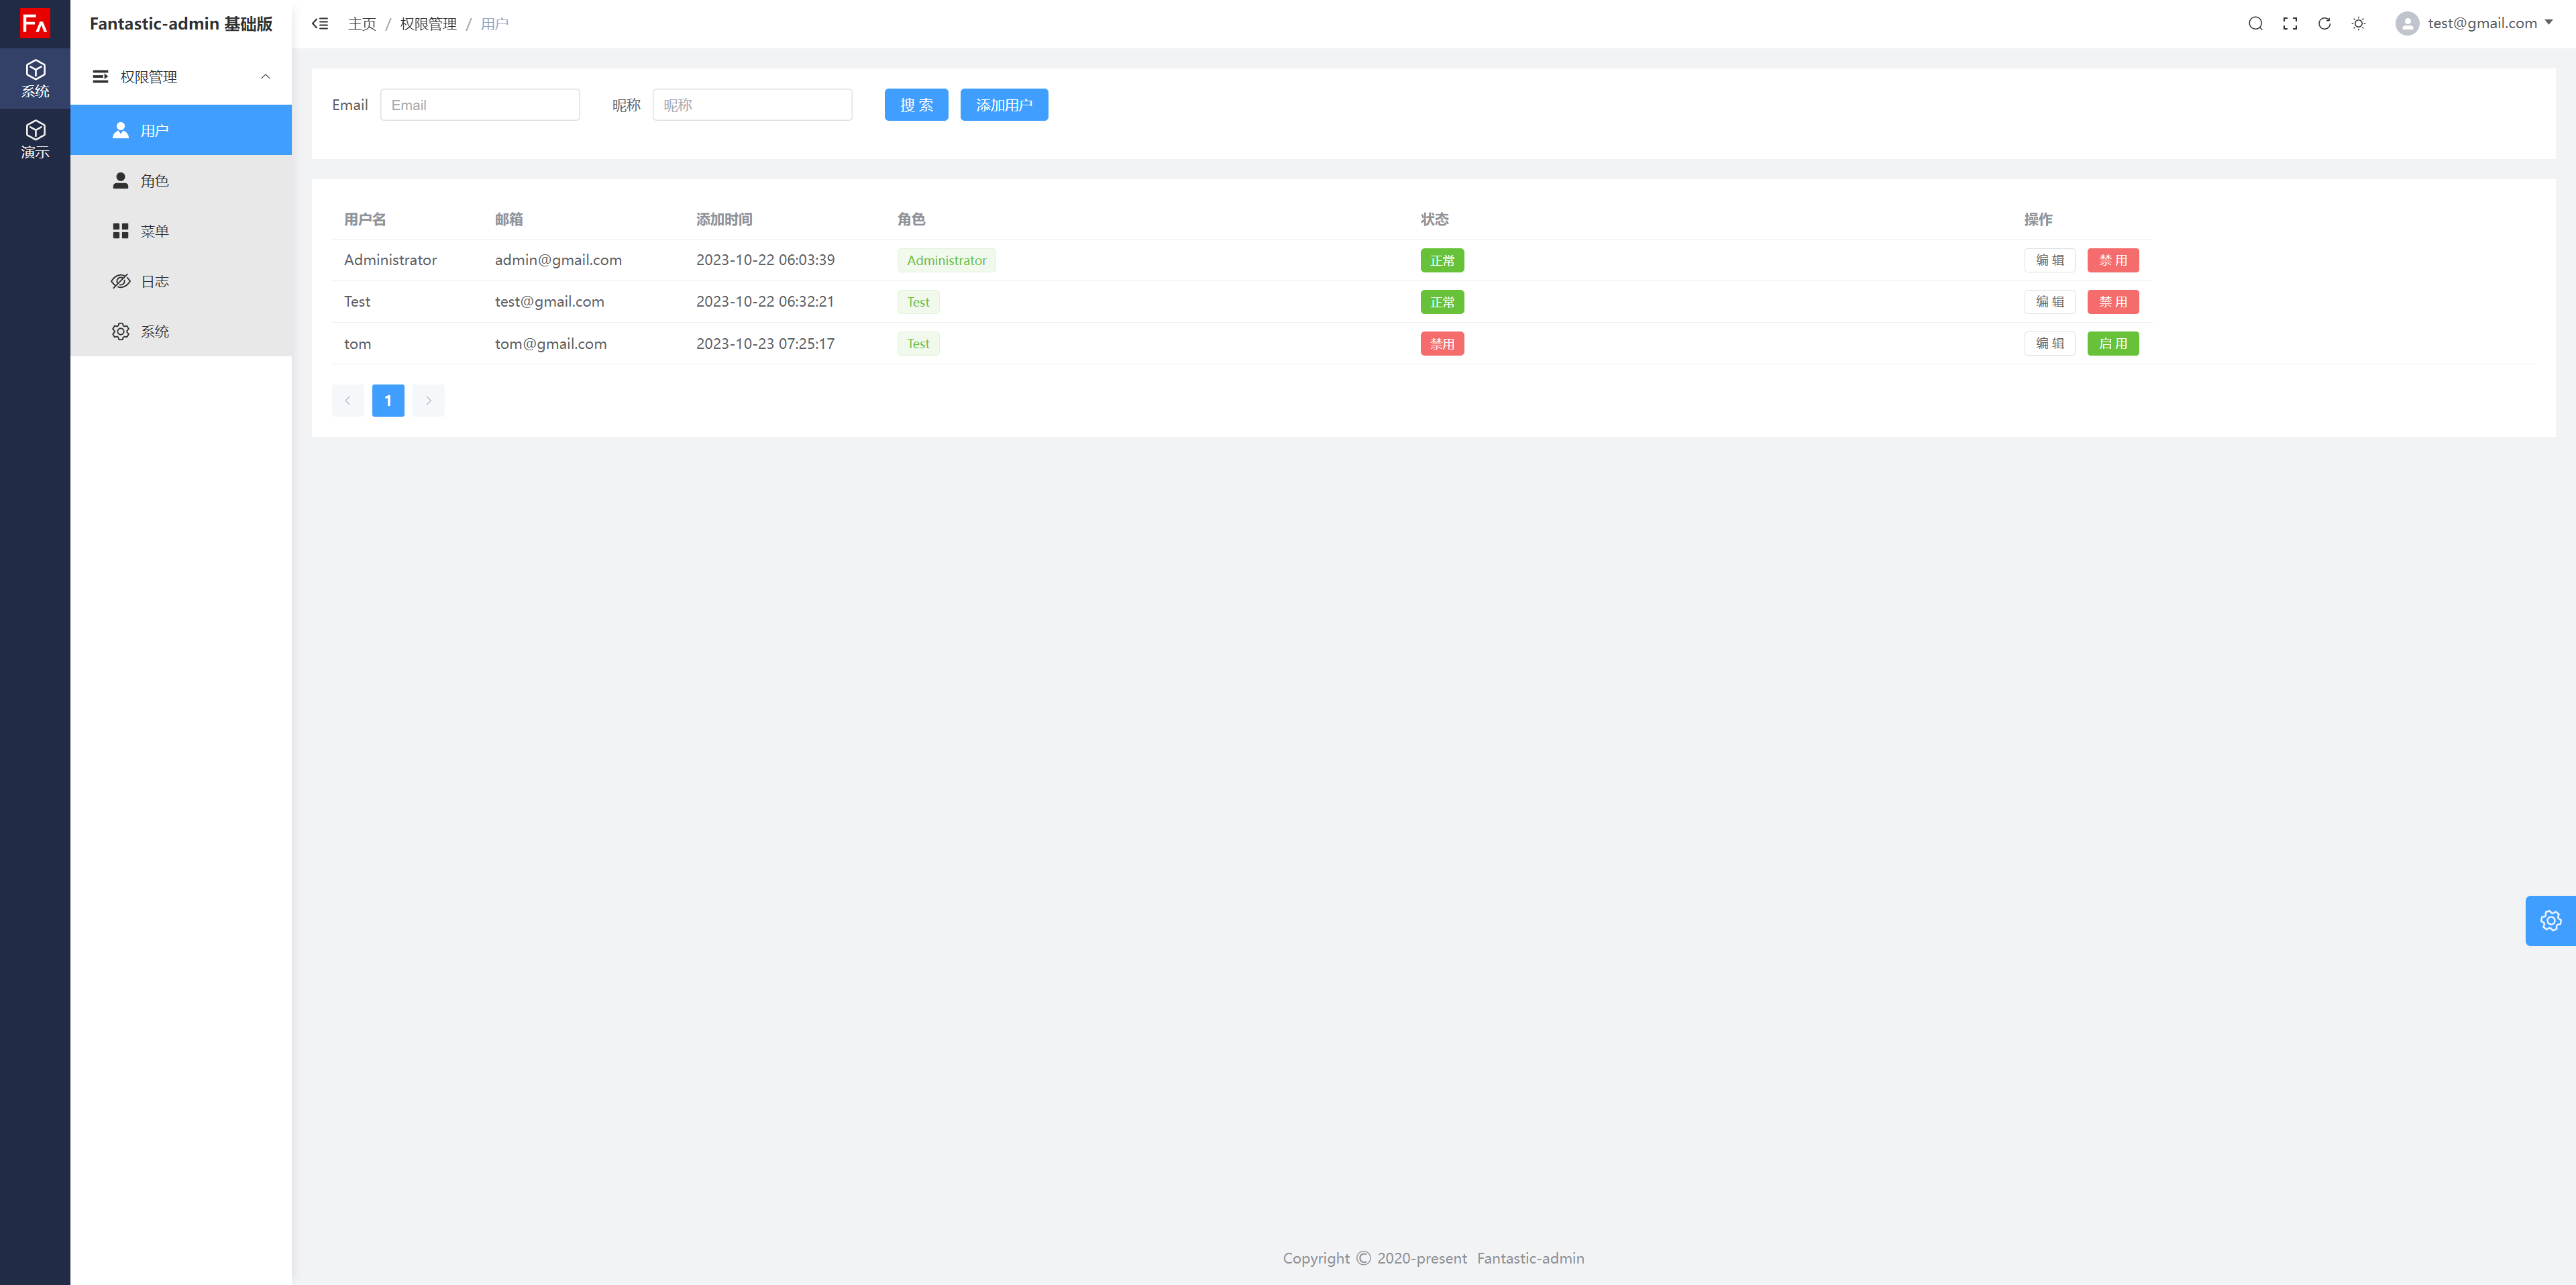 FA
Fantastic-admin 基础版
主页 / 权限管理 / 用户
test@gmail.com
系统
演示
权限管理
用户
角色
菜单
日志
系统
Email Email 昵称 昵称 搜 索 添加用户
用户名 邮箱 添加时间 角色 状态 操作
Administrator admin@gmail.com 2023-10-22 06:03:39 Administrator 正常 编 辑 禁 用
Test test@gmail.com 2023-10-22 06:32:21 Test 正常 编 辑 禁 用
tom tom@gmail.com 2023-10-23 07:25:17 Test 禁用 编 辑 启 用
1
Copyright © 2020-present Fantastic-admin